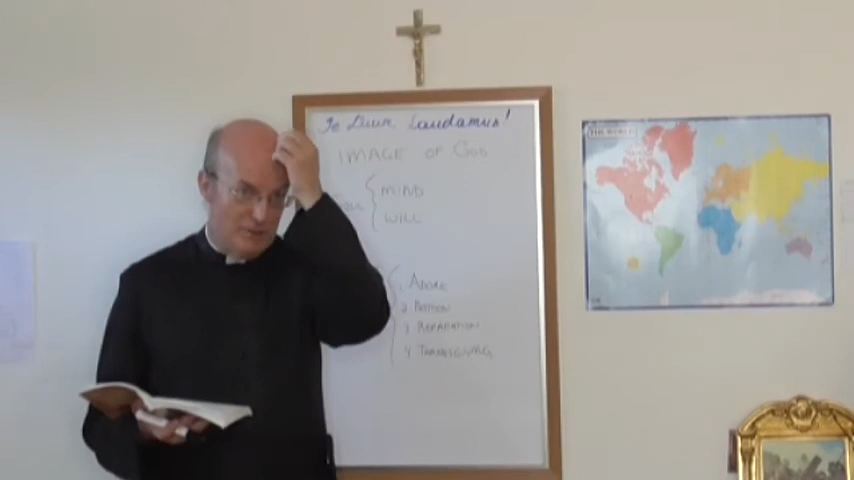 Te Deum Laudamus!
IMAGE OF GOD
MIND
WILL
1 ADORE
2 PETITION
3 REPARATION
4 THANKSGIVING
THE WORLD